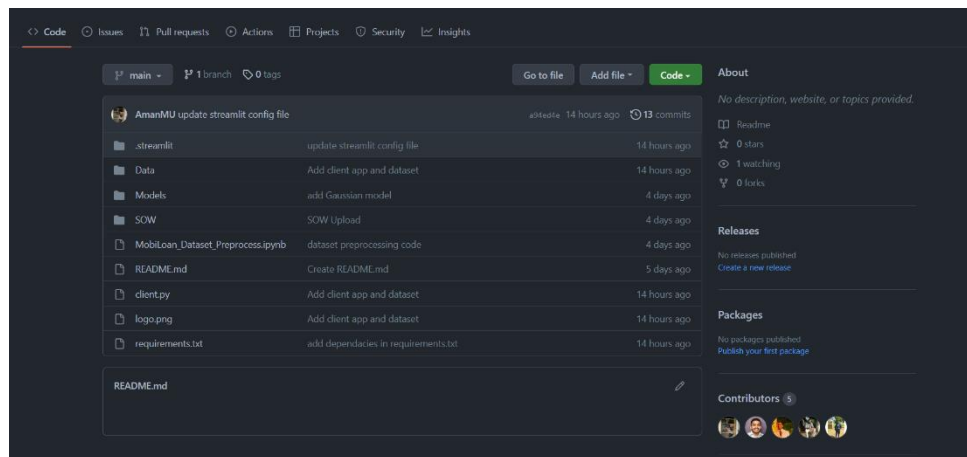 Code Issues Pull requests Actions Projects Security Insights
main 1 branch 0 tags Go to file Add file Code
AmanMU update streamlit config file a94ed4e 14 hours ago 13 commits
.streamlit update streamlit config file 14 hours ago
Data Add client app and dataset 14 hours ago
Models add Gaussian model 4 days ago
SOW SOW Upload 4 days ago
MobiLoan_Dataset_Preprocess.ipynb dataset preprocessing code 4 days ago
README.md Create README.md 5 days ago
client.py Add client app and dataset 14 hours ago
logo.png Add client app and dataset 14 hours ago
requirements.txt add dependacies in requirements.txt 14 hours ago
README.md
About
No description, website, or topics provided.
Readme
0 stars
1 watching
0 forks
Releases
No releases published
Create a new release
Packages
No packages published
Publish your first package
Contributors 5